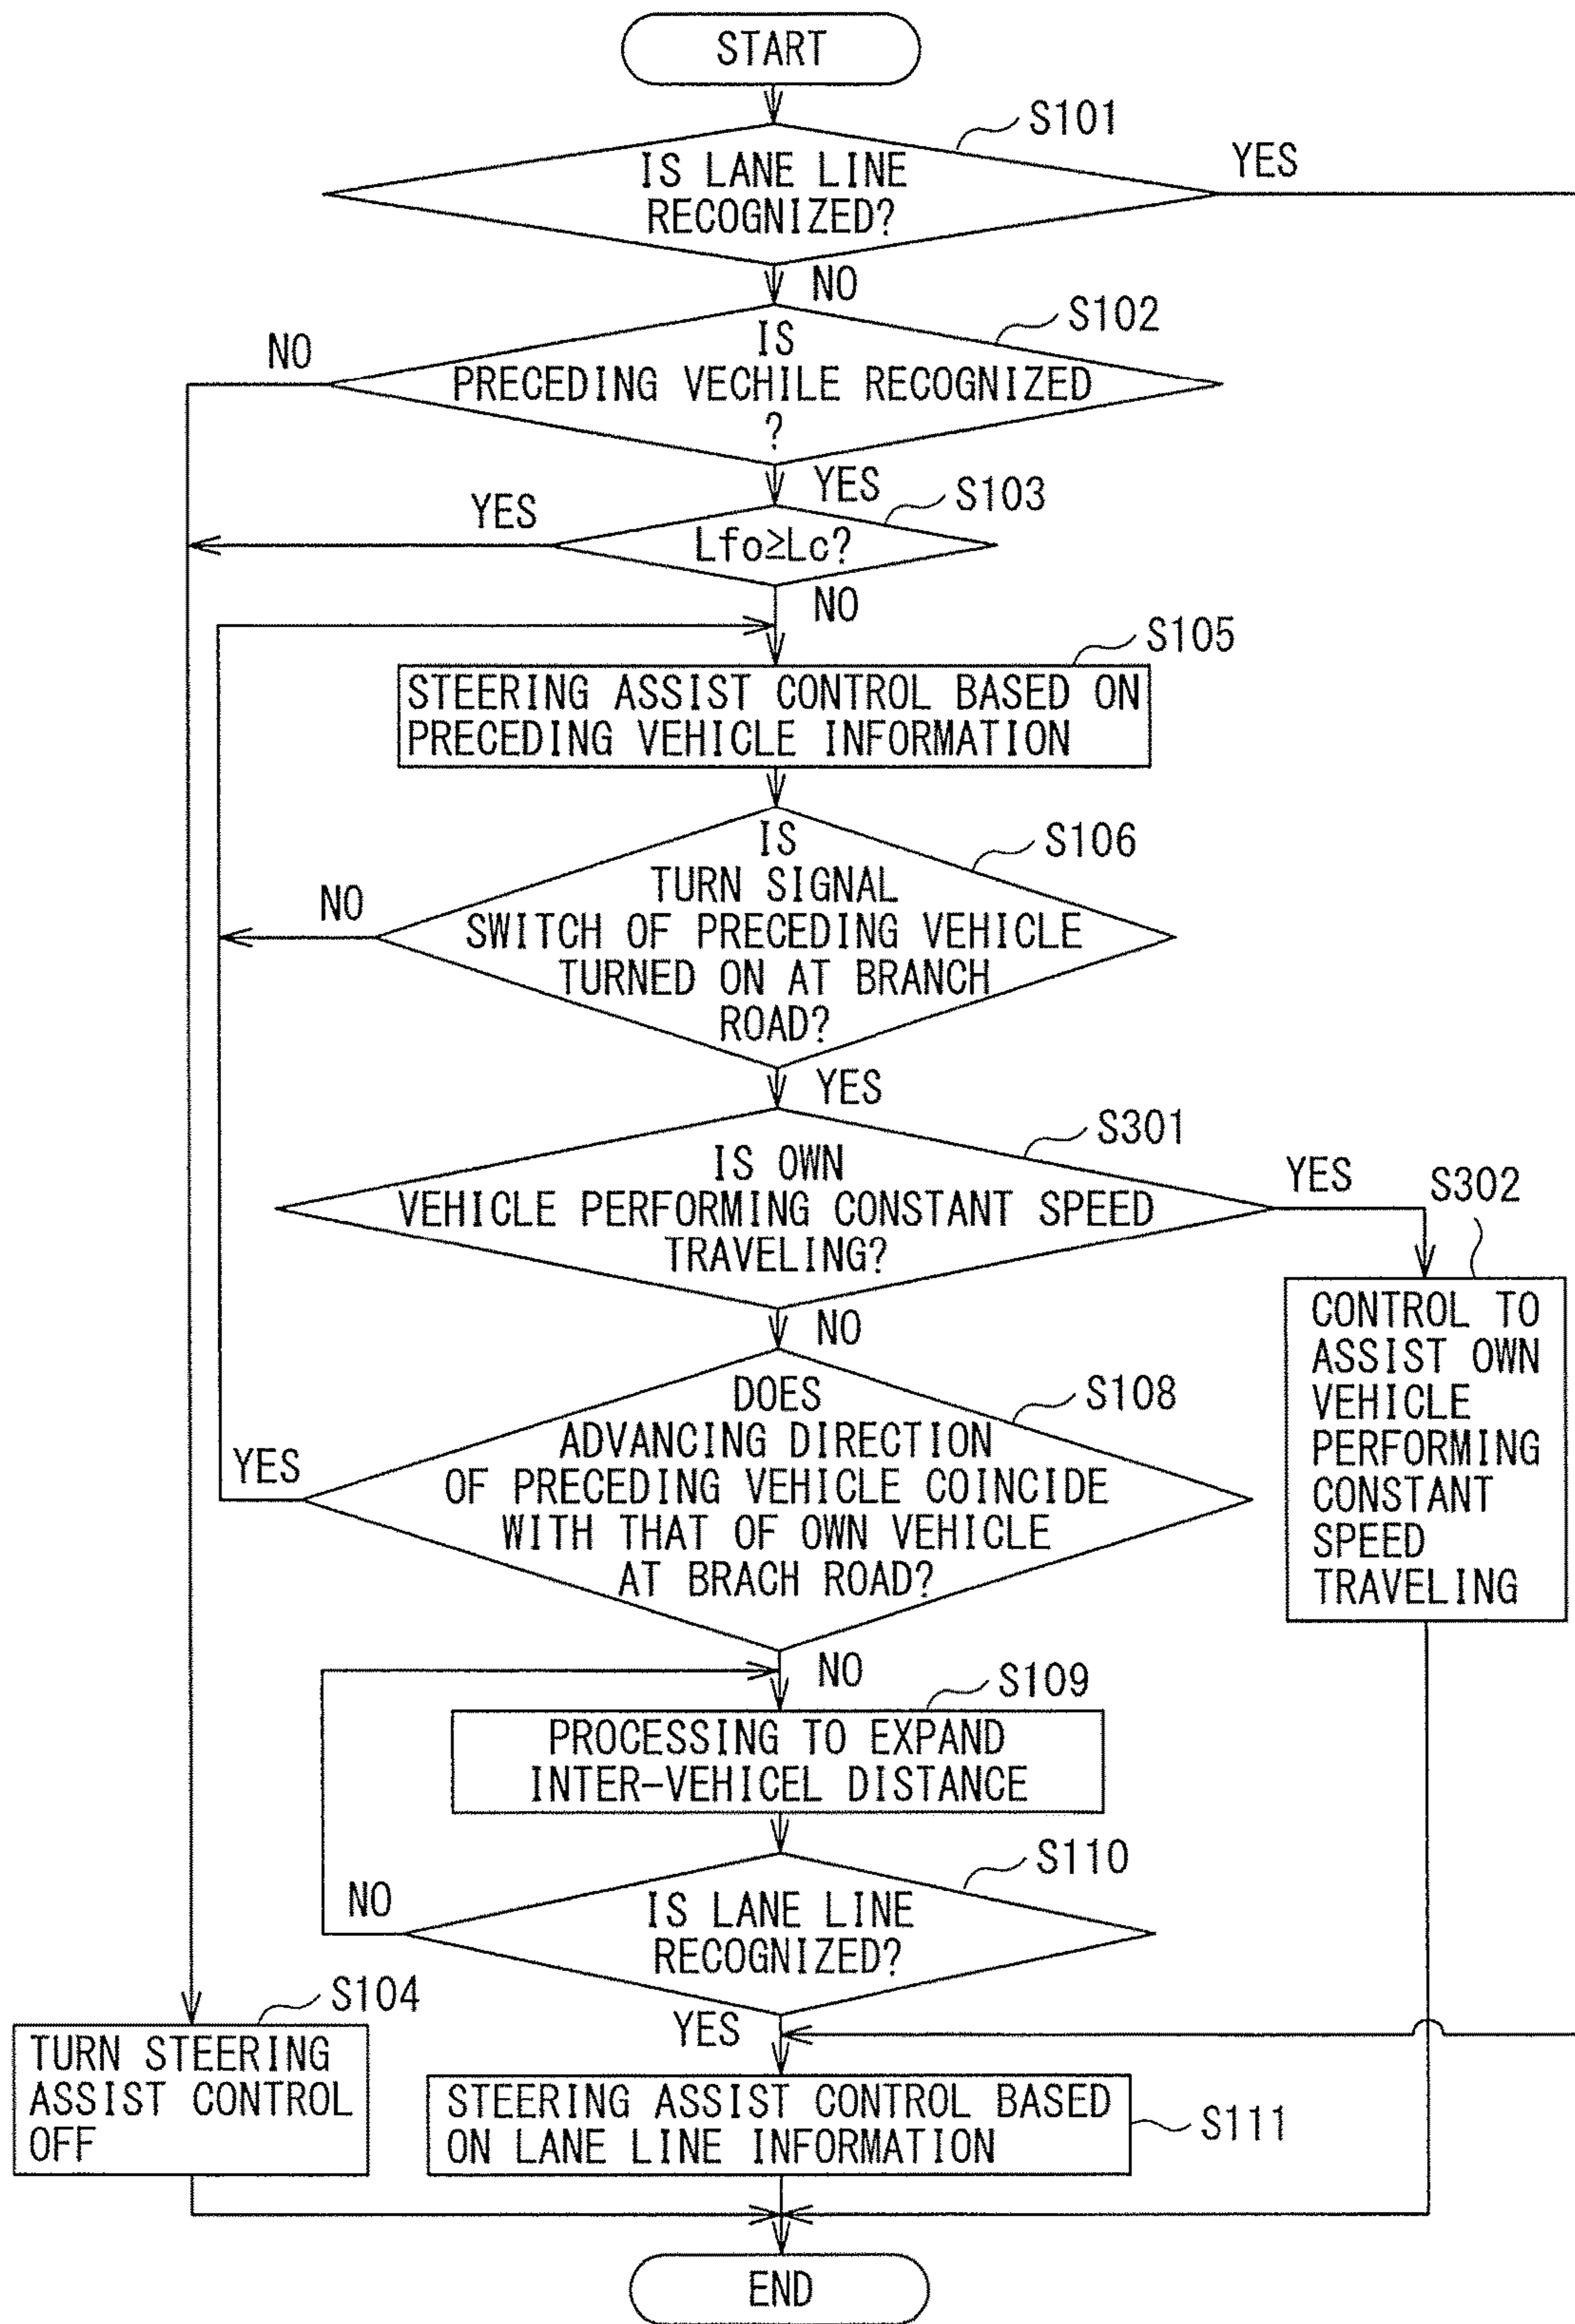 START
S101
IS LANE LINE
RECOGNIZED?
YES
NO
S102
IS
PRECEDING VECHILE RECOGNIZED
?
NO
YES
S103
Lfo≥Lc?
YES
NO
S105
STEERING ASSIST CONTROL BASED ON
PRECEDING VEHICLE INFORMATION
S106
IS
TURN SIGNAL
SWITCH OF PRECEDING VEHICLE
TURNED ON AT BRANCH
ROAD?
NO
YES
S301
IS OWN
VEHICLE PERFORMING CONSTANT SPEED
TRAVELING?
YES
S302
CONTROL TO
ASSIST OWN
VEHICLE
PERFORMING
CONSTANT
SPEED
TRAVELING
NO
S108
DOES
ADVANCING DIRECTION
OF PRECEDING VEHICLE COINCIDE
WITH THAT OF OWN VEHICLE
AT BRACH ROAD?
YES
NO
S109
PROCESSING TO EXPAND
INTER-VEHICEL DISTANCE
S110
IS LANE LINE
RECOGNIZED?
NO
YES
S104
TURN STEERING
ASSIST CONTROL
OFF
STEERING ASSIST CONTROL BASED
ON LANE LINE INFORMATION
S111
END